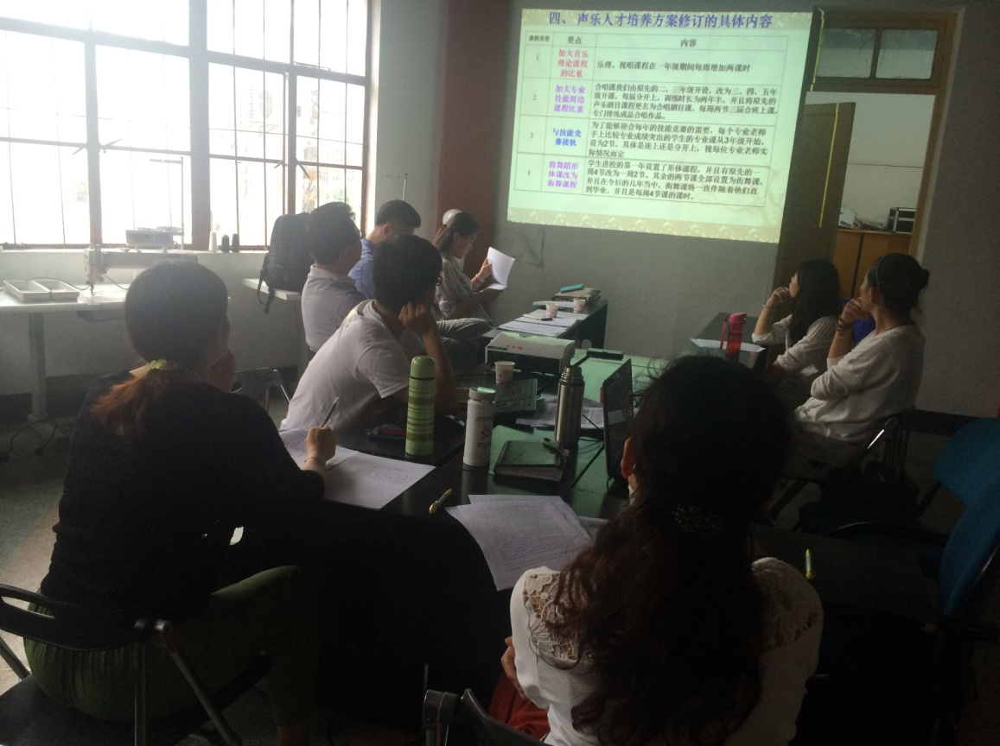 四、 声乐人才培养方案修订的具体内容
课程类型 要点 内容
1 加大音乐
理论课程
的比重
乐理、视唱课程在一年级期间每周增加两课时
2 加大专业
技能周边
课程比重
合唱课我们由原先的二、三年级开设，改为三、四、五年
级开课，每届分开上，训练时长为两年半，并且将原先的
声乐剧目课程更名为合唱剧目课，每周两节三届合班上课，
专门排练成品合唱作品。
3 与技能竞
赛接轨
为了能够迎合每年的技能竞赛的需要，每个专业老师
手上比较专业成绩突出的学生的专业课从3年级开始，
设为2节，具体是连上还是分开上，视每位专业老师实
际情况而定
4 将舞蹈形
体课改为
街舞课程
学生进校的第一年设置了形体课程，并且有原先的一
周4节改为一周2节。其余的两节课全部设置为街舞课，
并且在今后的几年当中，街舞课将一直伴随着他们直
到毕业。并且是每周4节课的课时。